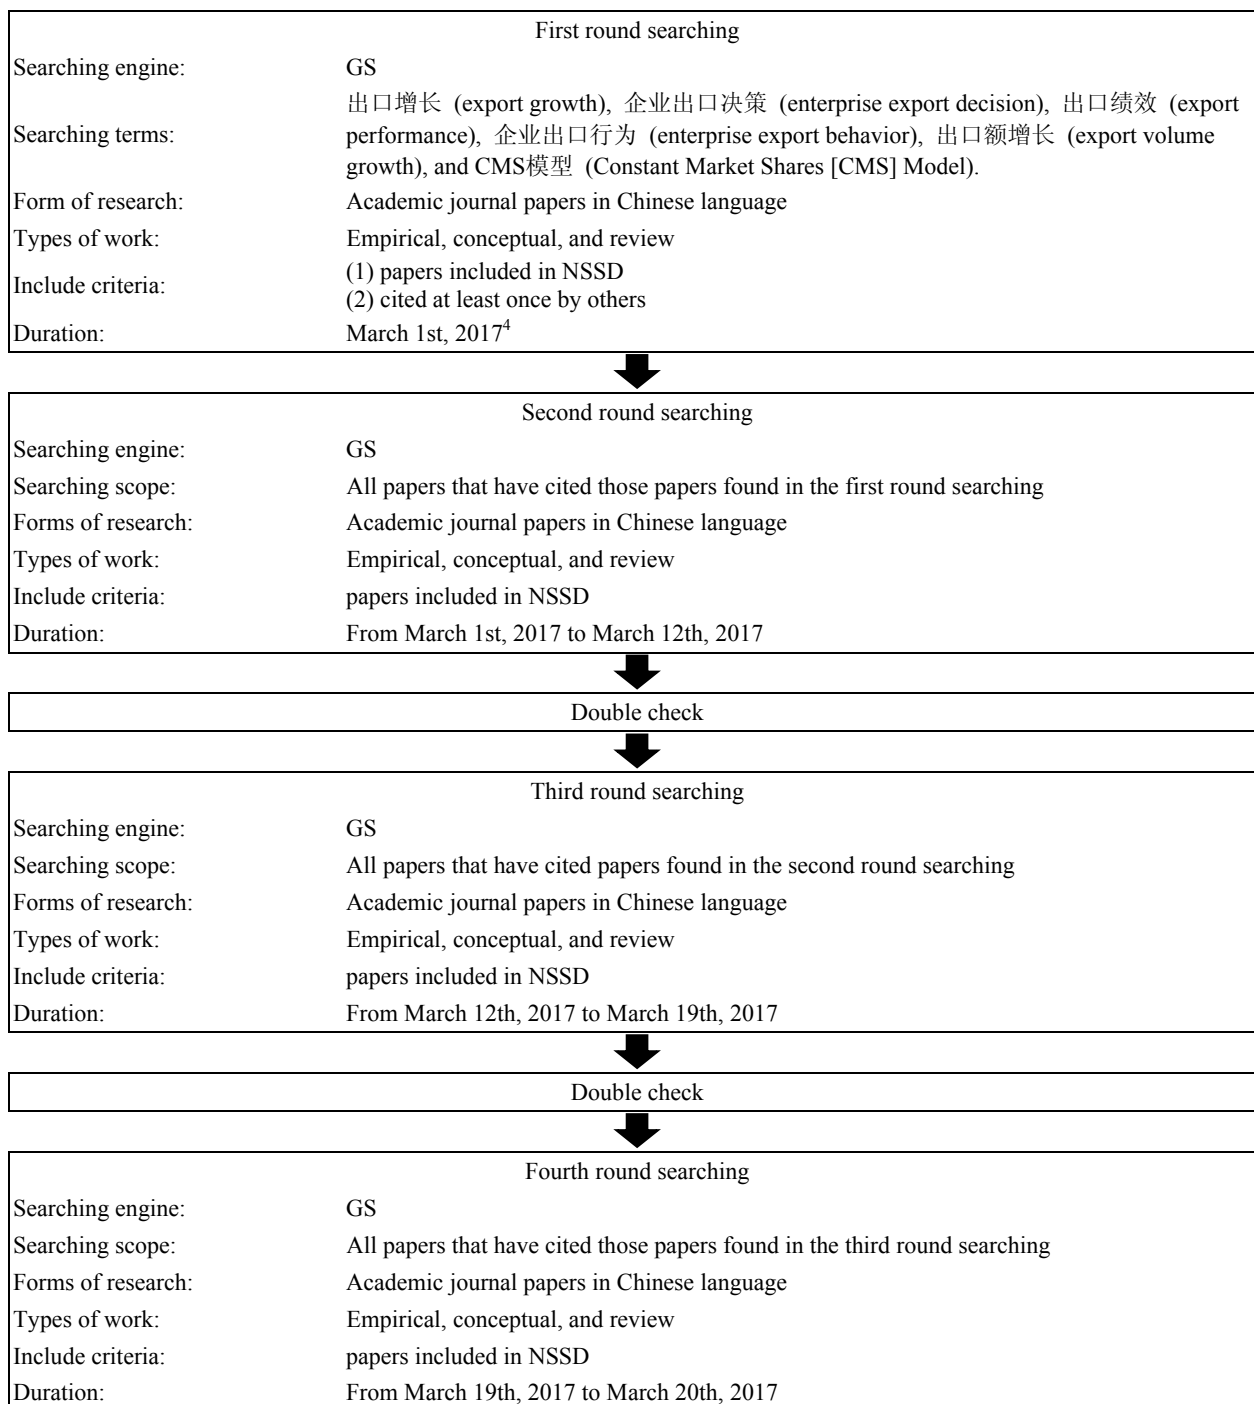 First round searching
Searching engine: GS
出口增长 (export growth), 企业出口决策 (enterprise export decision), 出口绩效 (export
Searching terms: performance), 企业出口行为 (enterprise export behavior), 出口额增长 (export volume
growth), and CMS模型 (Constant Market Shares [CMS] Model).
Form of research: Academic journal papers in Chinese language
Types of work: Empirical, conceptual, and review
Include criteria: (1) papers included in NSSD
(2) cited at least once by others
Duration: March 1st, 2017⁴
Second round searching
Searching engine: GS
Searching scope: All papers that have cited those papers found in the first round searching
Forms of research: Academic journal papers in Chinese language
Types of work: Empirical, conceptual, and review
Include criteria: papers included in NSSD
Duration: From March 1st, 2017 to March 12th, 2017
Double check
Third round searching
Searching engine: GS
Searching scope: All papers that have cited papers found in the second round searching
Forms of research: Academic journal papers in Chinese language
Types of work: Empirical, conceptual, and review
Include criteria: papers included in NSSD
Duration: From March 12th, 2017 to March 19th, 2017
Double check
Fourth round searching
Searching engine: GS
Searching scope: All papers that have cited those papers found in the third round searching
Forms of research: Academic journal papers in Chinese language
Types of work: Empirical, conceptual, and review
Include criteria: papers included in NSSD
Duration: From March 19th, 2017 to March 20th, 2017